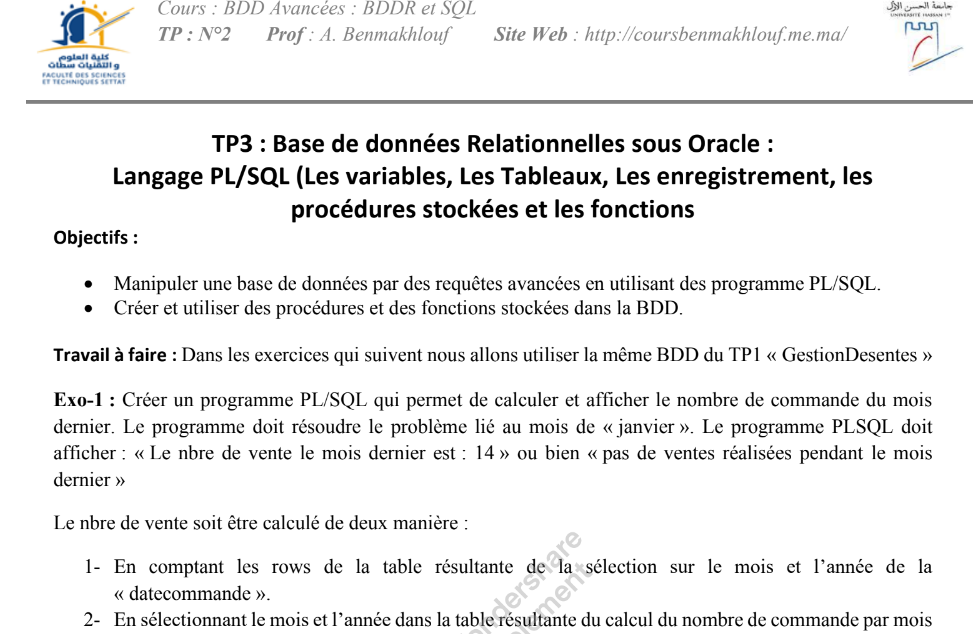 Cours : BDD Avancées : BDDR et SQL
TP : N°2 Prof : A. Benmakhlouf Site Web : http://coursbenmakhlouf.me.ma/
كلية العلوم
و التقنيات سطات
FACULTÉ DES SCIENCES
ET TECHNIQUES SETTAT
جامعة الحسن الأول
UNIVERSITÉ HASSAN 1er
TP3 : Base de données Relationnelles sous Oracle :
Langage PL/SQL (Les variables, Les Tableaux, Les enregistrement, les
procédures stockées et les fonctions
Objectifs :
• Manipuler une base de données par des requêtes avancées en utilisant des programme PL/SQL.
• Créer et utiliser des procédures et des fonctions stockées dans la BDD.
Travail à faire : Dans les exercices qui suivent nous allons utiliser la même BDD du TP1 « GestionDesentes »
Exo-1 : Créer un programme PL/SQL qui permet de calculer et afficher le nombre de commande du mois
dernier. Le programme doit résoudre le problème lié au mois de « janvier ». Le programme PLSQL doit
afficher : « Le nbre de vente le mois dernier est : 14 » ou bien « pas de ventes réalisées pendant le mois
dernier »
Le nbre de vente soit être calculé de deux manière :
1- En comptant les rows de la table résultante de la sélection sur le mois et l'année de la
« datecommande ».
2- En sélectionnant le mois et l'année dans la table résultante du calcul du nombre de commande par mois